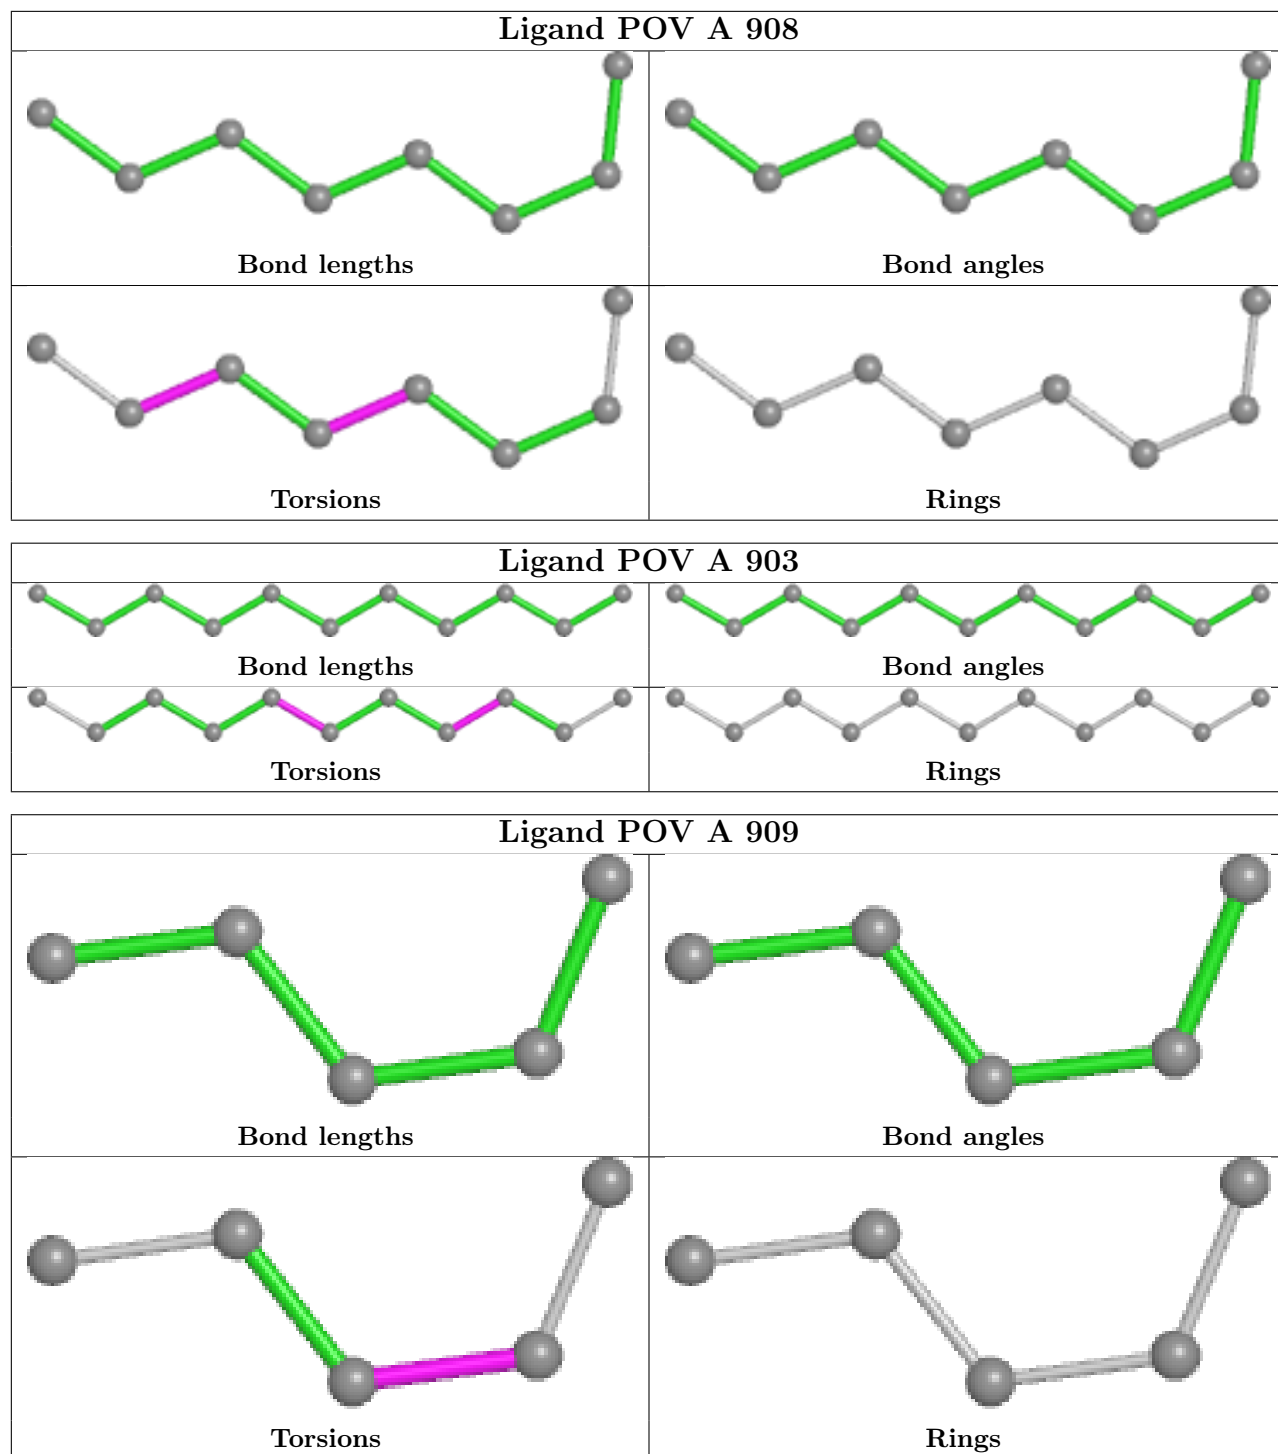 Ligand POV A 908
Bond lengths
Bond angles
Torsions
Rings
Ligand POV A 903
Bond lengths
Bond angles
Torsions
Rings
Ligand POV A 909
Bond lengths
Bond angles
Torsions
Rings